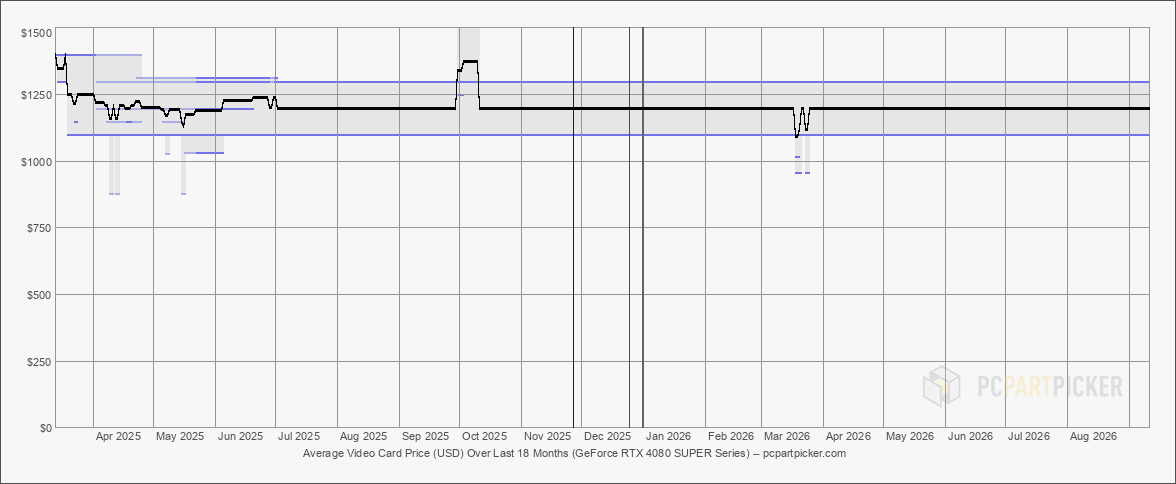 $1500
$1250
$1000
$750
$500
$250
$0
PCPARTPICKER
Apr 2025 May 2025 Jun 2025 Jul 2025 Aug 2025 Sep 2025 Oct 2025 Nov 2025 Dec 2025 Jan 2026 Feb 2026 Mar 2026 Apr 2026 May 2026 Jun 2026 Jul 2026 Aug 2026
Average Video Card Price (USD) Over Last 18 Months (GeForce RTX 4080 SUPER Series) -- pcpartpicker.com